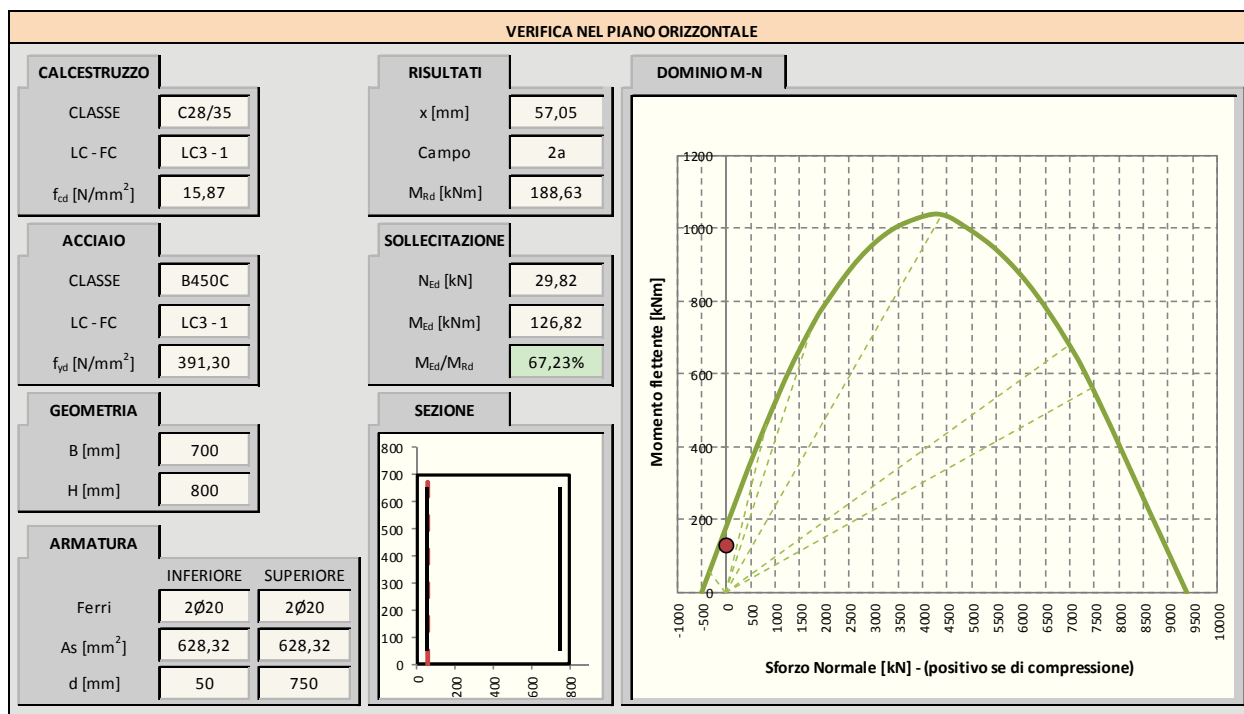 VERIFICA NEL PIANO ORIZZONTALE
CALCESTRUZZO
CLASSE C28/35
LC - FC LC3 - 1
fcd [N/mm²] 15,87
ACCIAIO
CLASSE B450C
LC - FC LC3 - 1
fyd [N/mm²] 391,30
GEOMETRIA
B [mm] 700
H [mm] 800
ARMATURA
INFERIORE SUPERIORE
Ferri 2Ø20 2Ø20
As [mm²] 628,32 628,32
d [mm] 50 750
RISULTATI
x [mm] 57,05
Campo 2a
MRd [kNm] 188,63
SOLLECITAZIONE
NEd [kN] 29,82
MEd [kNm] 126,82
MEd/MRd 67,23%
SEZIONE
800
700
600
500
400
300
200
100
0
0 200 400 600 800
DOMINIO M-N
Momento flettente [kNm]
1200
1000
800
600
400
200
0
-1000 -500 0 500 1000 1500 2000 2500 3000 3500 4000 4500 5000 5500 6000 6500 7000 7500 8000 8500 9000 9500 10000
Sforzo Normale [kN] - (positivo se di compressione)